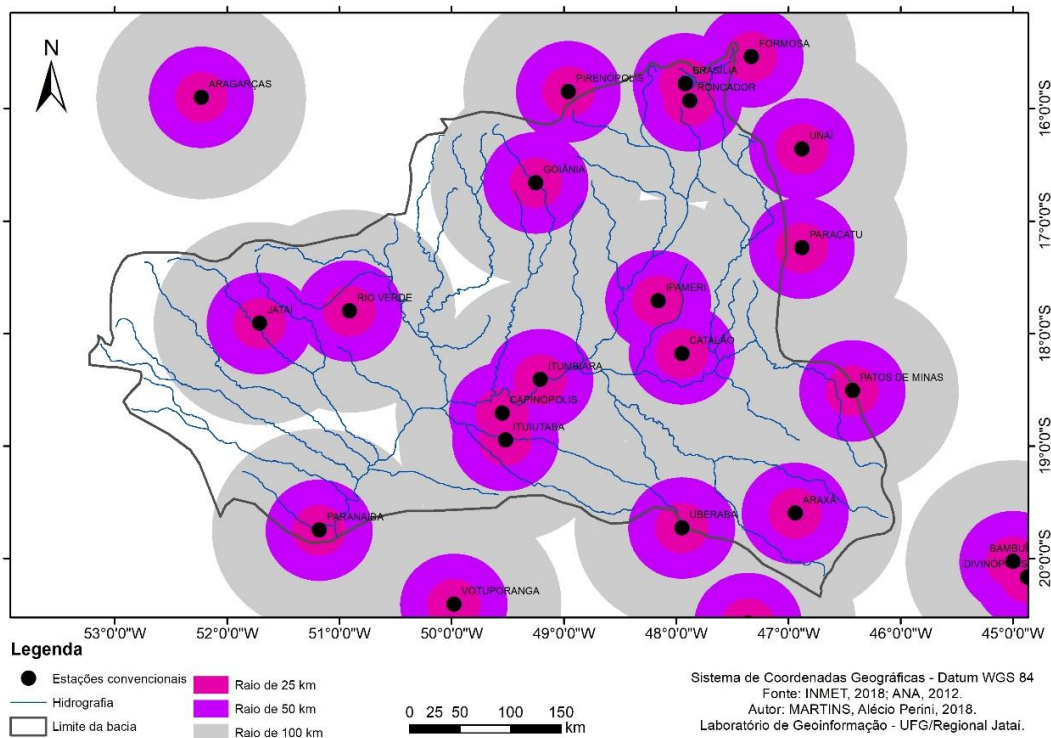 N
ARAGARÇAS
PIRENÓPOLIS
FORMOSA
BRASÍLIA
RONCADOR
UNAÍ
GOIÂNIA
PARACATU
IPAMERI
RIO VERDE
JATAÍ
CATALÃO
ITUMBIARA
PATOS DE MINAS
CAPINÓPOLIS
ITUIUTABA
ARAXÁ
PARANAÍBA
UBERABA
BAMBUÍ
DIVINÓPOLIS
VOTUPORANGA
16°0'0"S
17°0'0"S
18°0'0"S
19°0'0"S
20°0'0"S
53°0'0"W 52°0'0"W 51°0'0"W 50°0'0"W 49°0'0"W 48°0'0"W 47°0'0"W 46°0'0"W 45°0'0"W
Legenda
Estações convencionais
Hidrografia
Limite da bacia
Raio de 25 km
Raio de 50 km
Raio de 100 km
0 25 50 100 150
km
Sistema de Coordenadas Geográficas - Datum WGS 84
Fonte: INMET, 2018; ANA, 2012.
Autor: MARTINS, Alécio Perini, 2018.
Laboratório de Geoinformação - UFG/Regional Jataí.